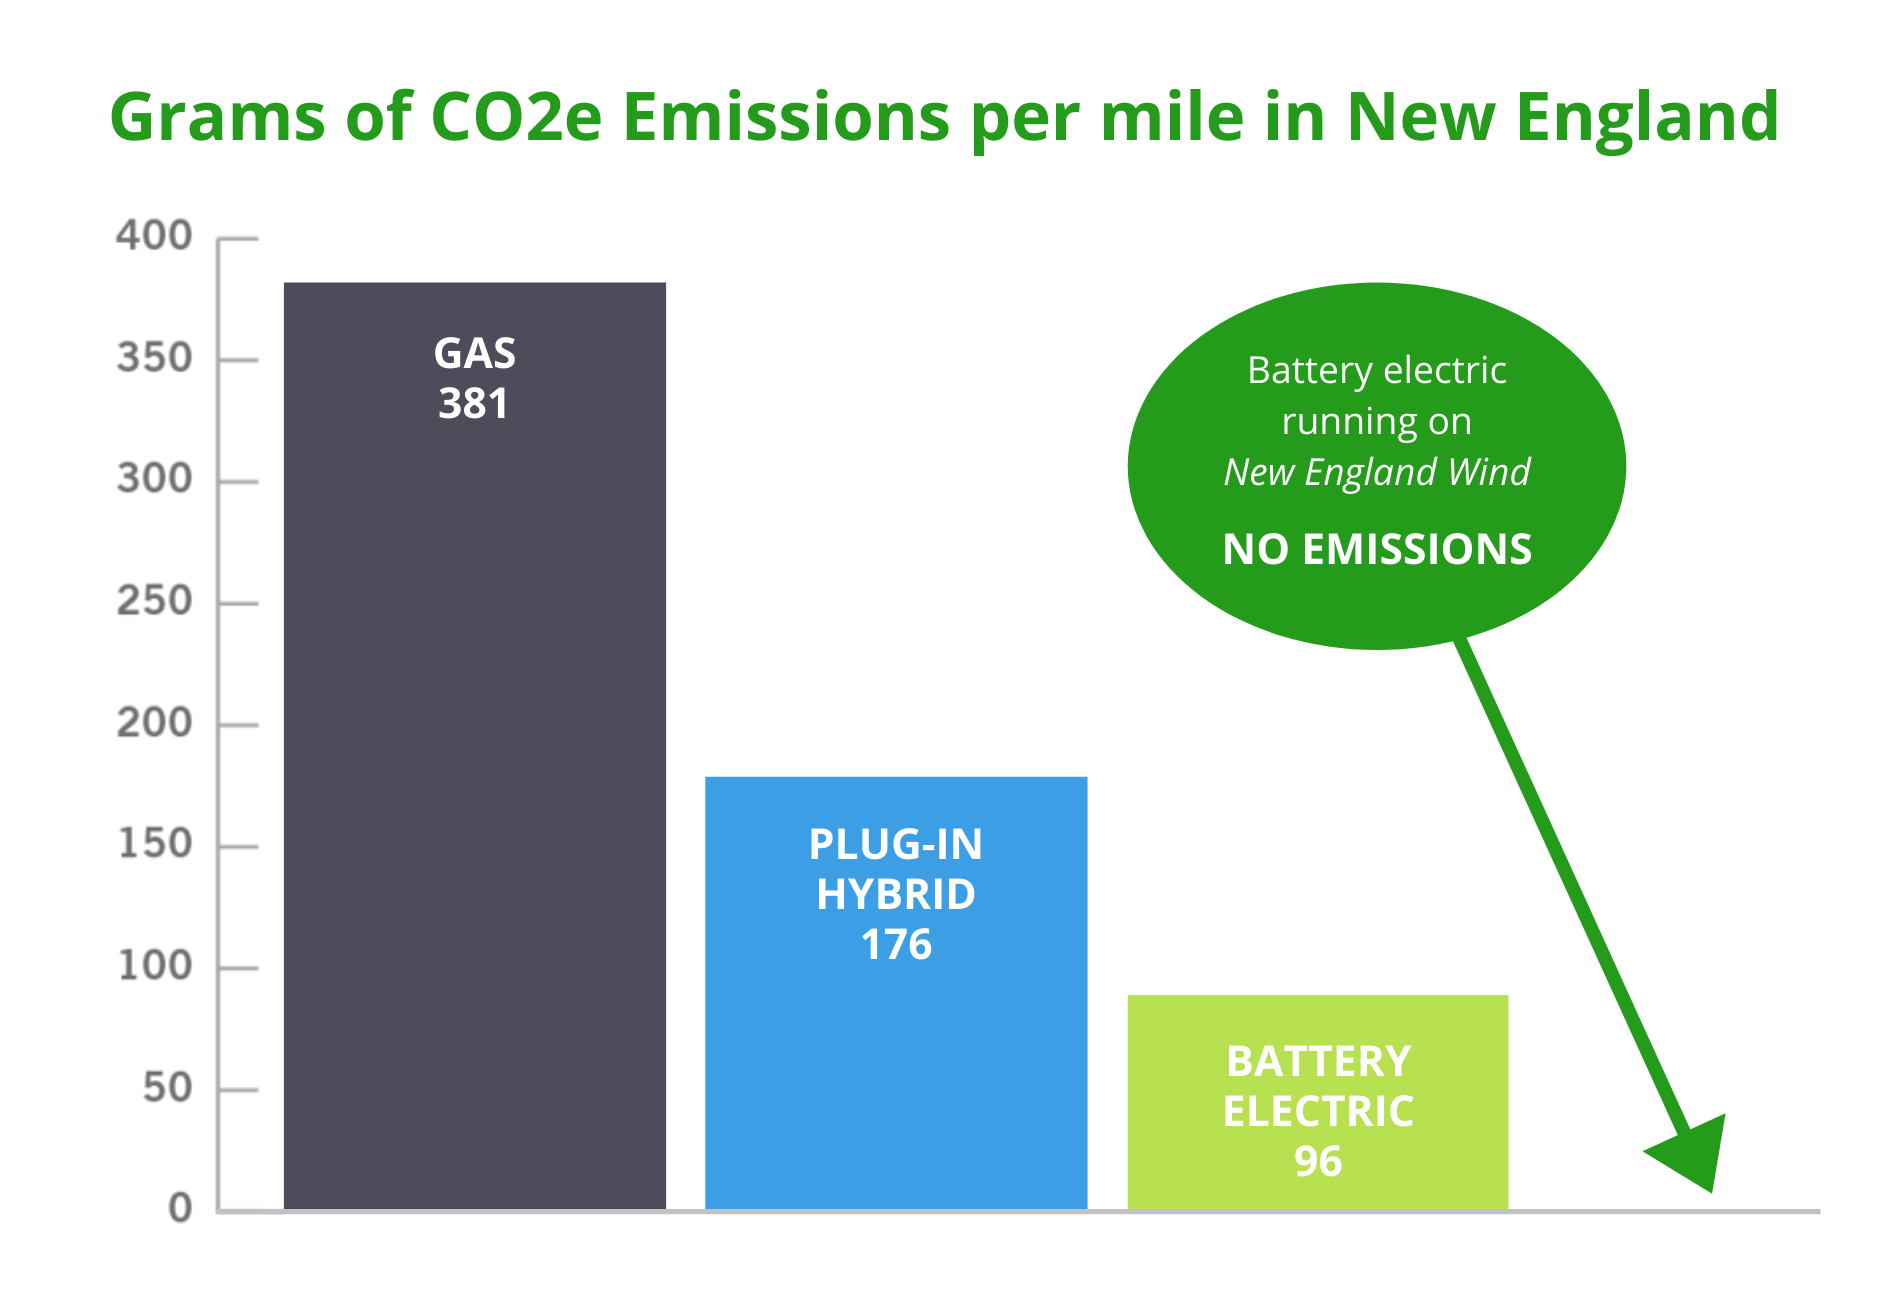 Grams of CO2e Emissions per mile in New England
400
350
300
250
200
150
100
50
0
GAS
381
PLUG-IN
HYBRID
176
BATTERY
ELECTRIC
96
Battery electric
running on
New England Wind
NO EMISSIONS